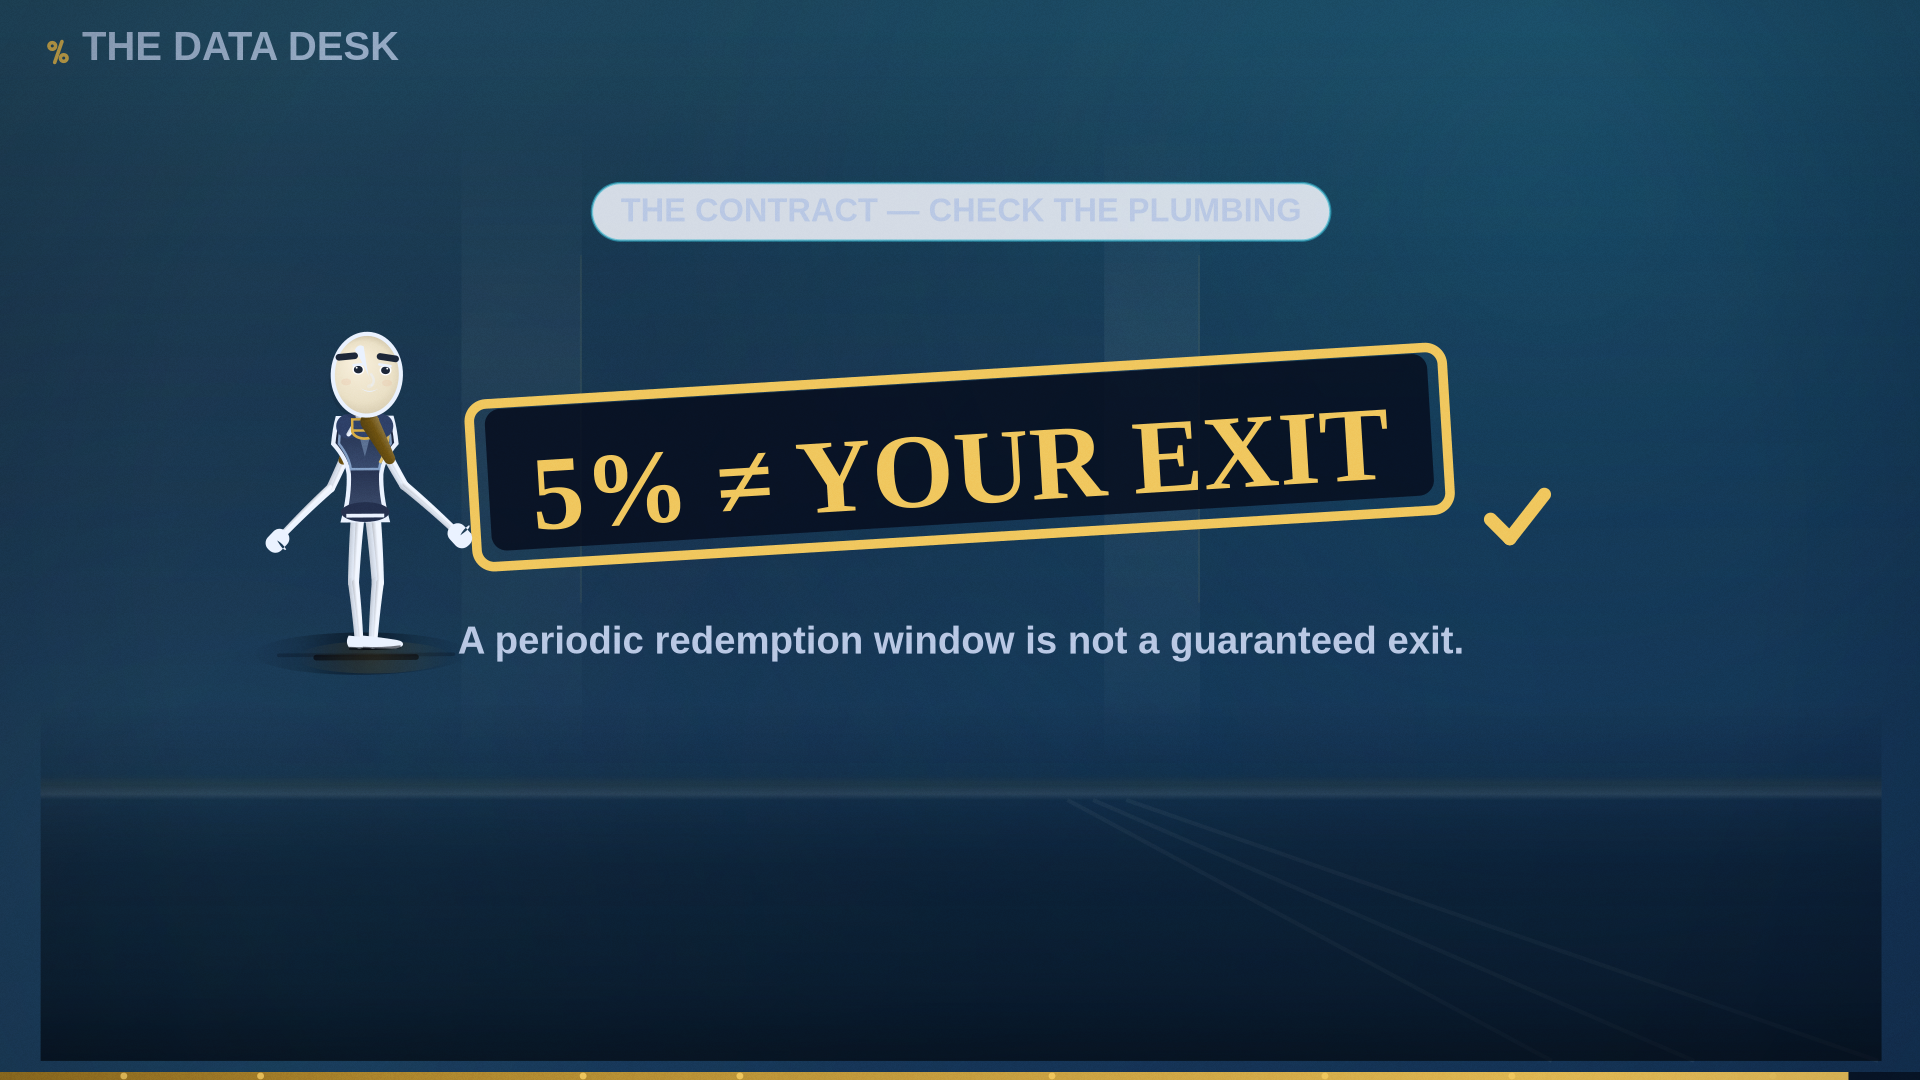 % THE DATA DESK
THE CONTRACT — CHECK THE PLUMBING
5% ≠ YOUR EXIT
A periodic redemption window is not a guaranteed exit.